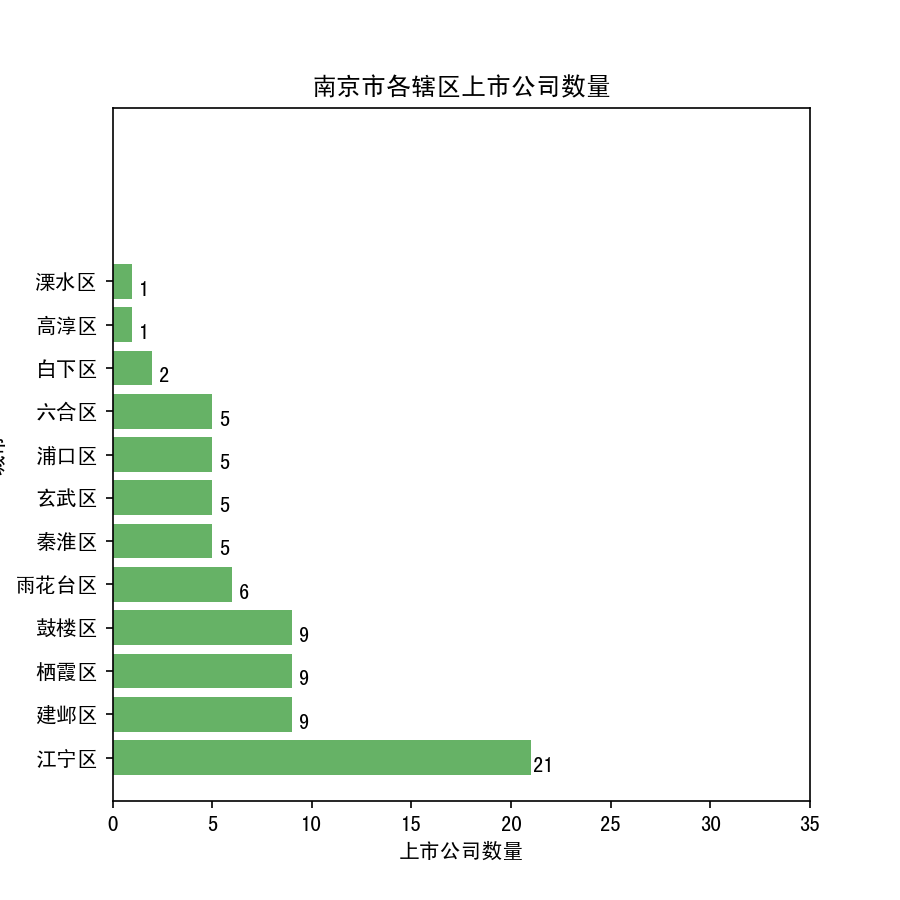 南京市各辖区上市公司数量
溧水区 1
高淳区 1
白下区 2
六合区 5
浦口区 5
玄武区 5
秦淮区 5
雨花台区 6
鼓楼区 9
栖霞区 9
建邺区 9
江宁区 21
0 5 10 15 20 25 30 35
上市公司数量